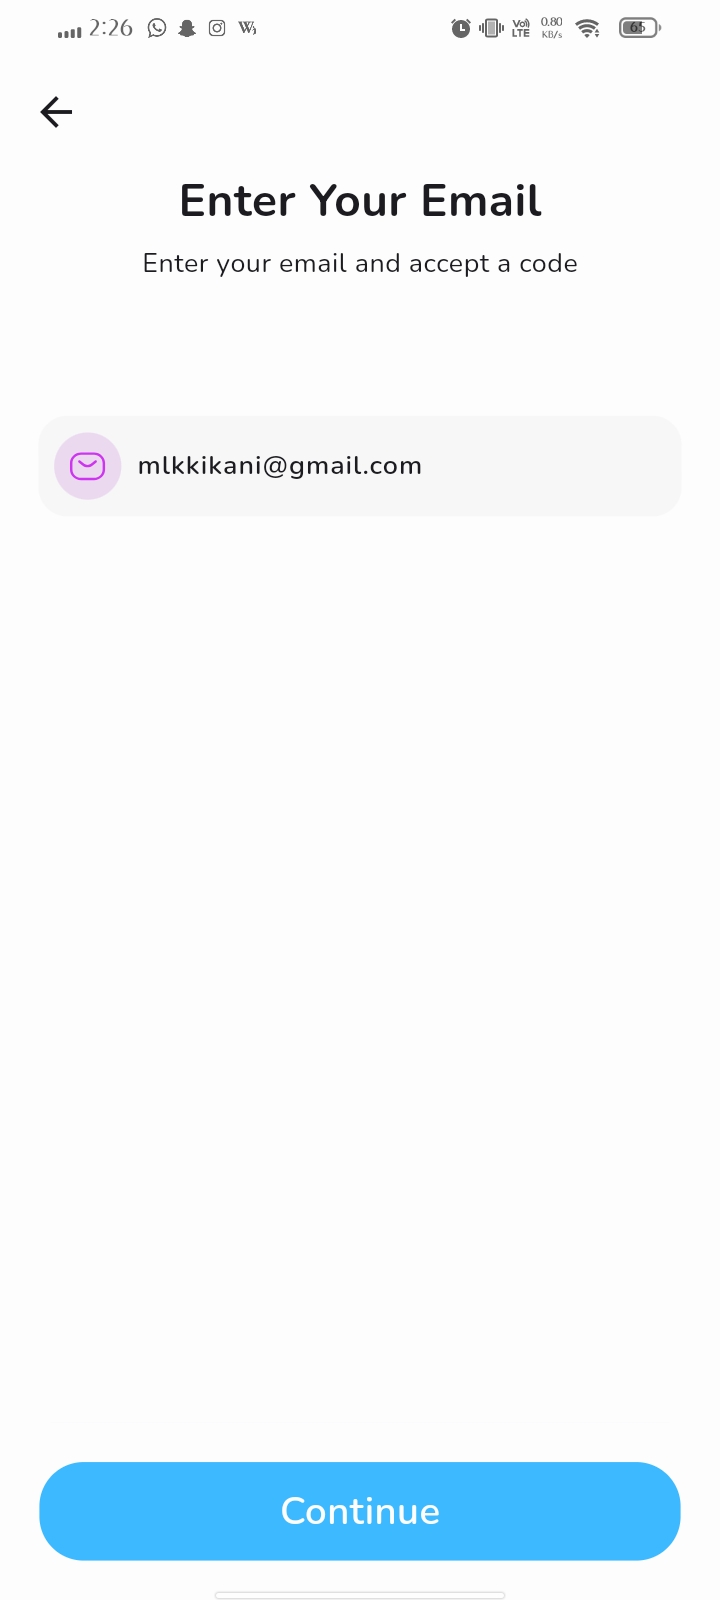 2:26 Vo) LTE 0.80 KB/s 65
Enter Your Email
Enter your email and accept a code
mlkkikani@gmail.com
Continue